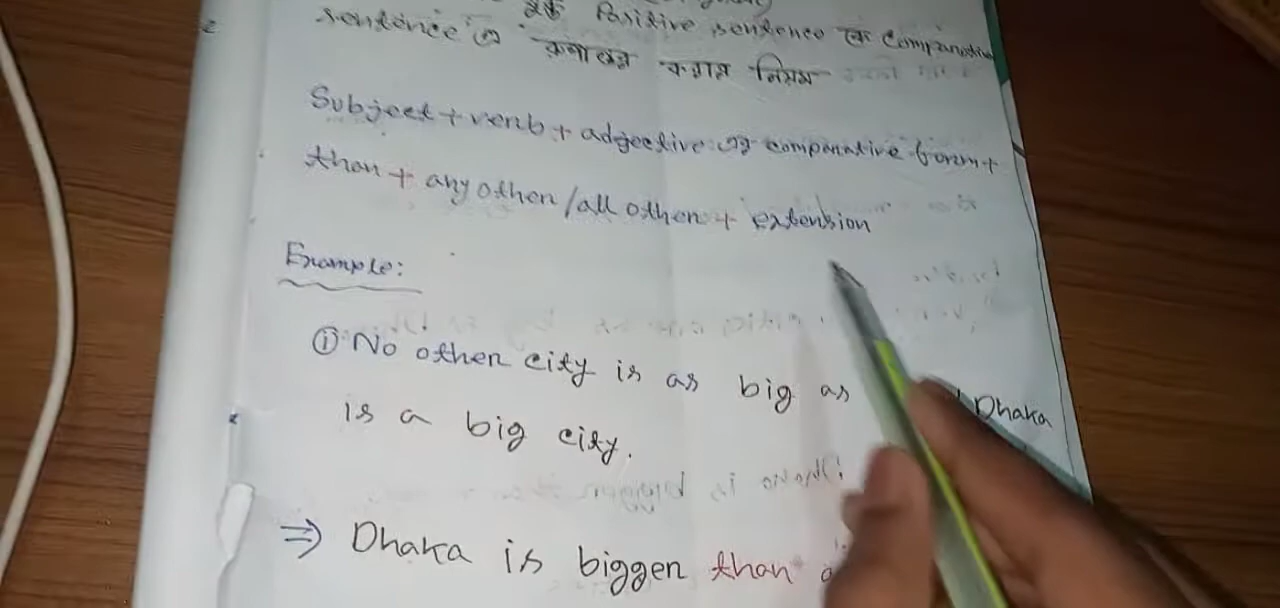 Positive sentence কে Comparative
sentence এ রূপান্তর করার নিয়ম
Subject + verb + adjective এর comparative form +
than + any other / all other + extension
Example:
① No other city is as big as Dhaka
is a big city.
⇒ Dhaka is bigger than